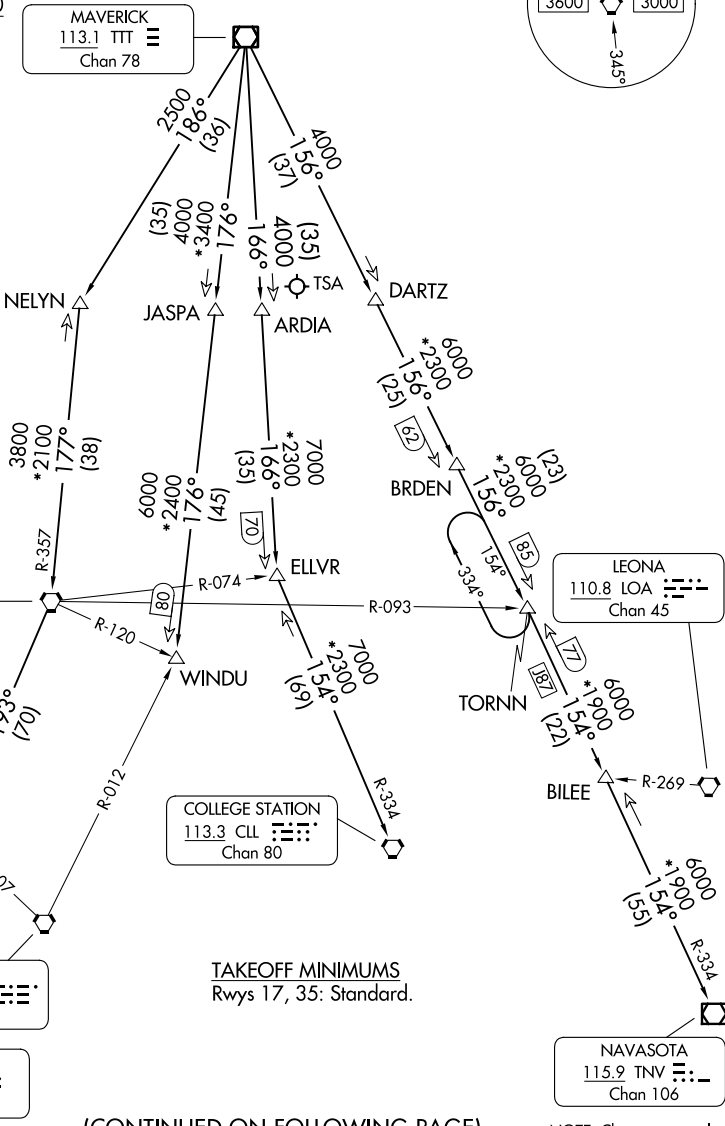 MAVERICK
113.1 TTT
Chan 78
3600
3000
345°
2500
186°
(36)
(35)
4000
*3400
176°
(35)
4000
166°
4000
156°
(37)
TSA
NELYN
JASPA
ARDIA
DARTZ
6000
*2300
156°
(25)
3800
*2100
177°
(38)
6000
*2400
176°
(45)
7000
*2300
166°
(35)
62
BRDEN
(23)
6000
*2300
156°
R-357
70
ELLVR
154°
334°
85
LEONA
110.8 LOA
Chan 45
R-074
80
R-093
R-120
WINDU
7000
*2300
154°
(69)
TORNN
J87
77
6000
*1900
154°
(22)
(70)
R-012
BILEE
R-269
COLLEGE STATION
113.3 CLL
Chan 80
R-334
6000
*1900
154°
(55)
R-334
TAKEOFF MINIMUMS
Rwys 17, 35: Standard.
NAVASOTA
115.9 TNV
Chan 106
(CONTINUED ON FOLLOWING PAGE)